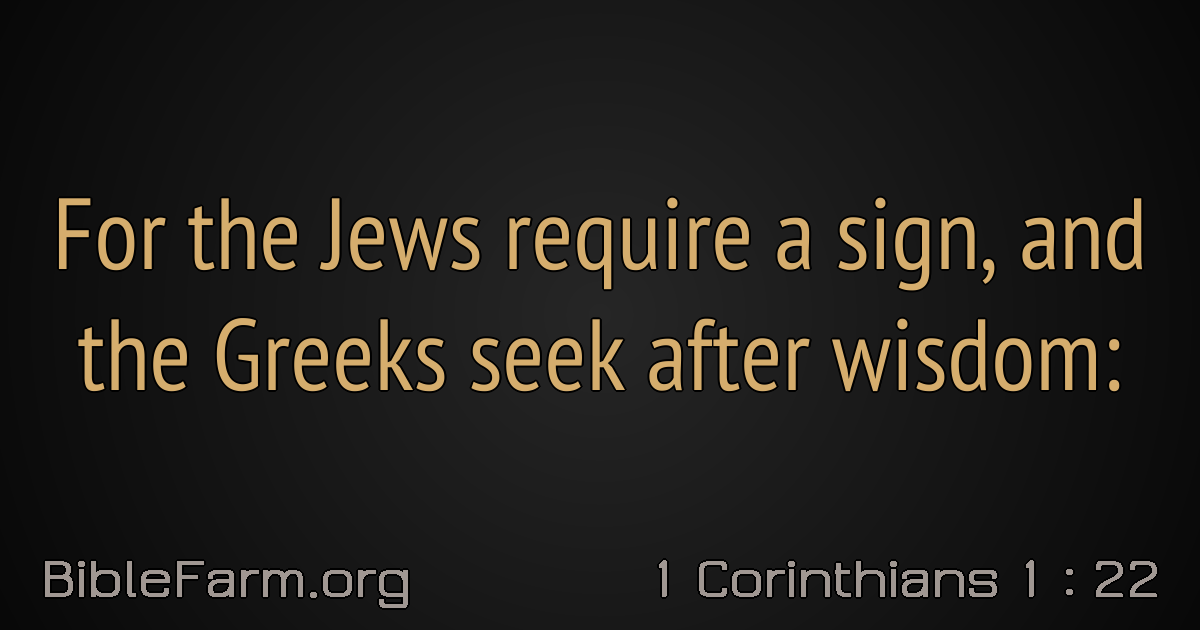 For the Jews require a sign, and
the Greeks seek after wisdom:
BibleFarm.org
1 Corinthians 1 : 22